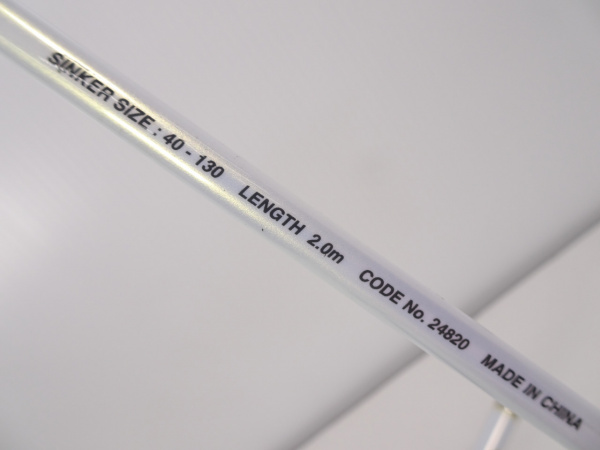 SINKER SIZE : 40 - 130 LENGTH 2.0m CODE No. 24820 MADE IN CHINA